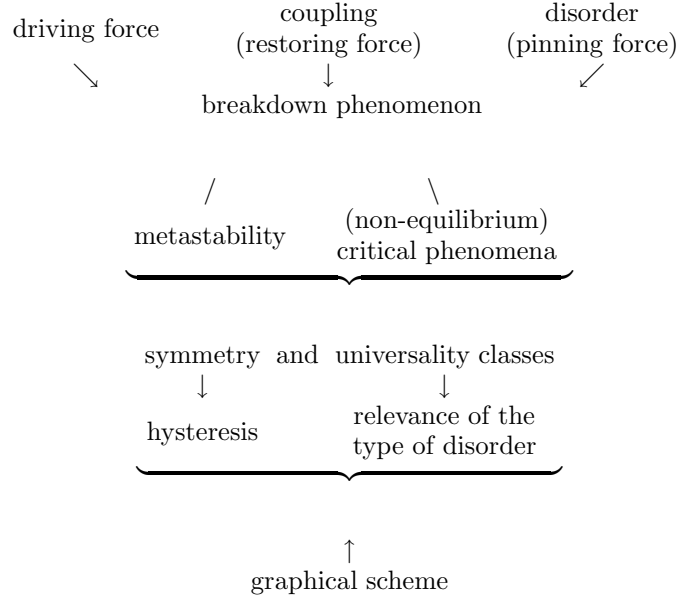 driving force
coupling
(restoring force)
disorder
(pinning force)
breakdown phenomenon
metastability
(non-equilibrium)
critical phenomena
symmetry and universality classes
hysteresis
relevance of the
type of disorder
graphical scheme